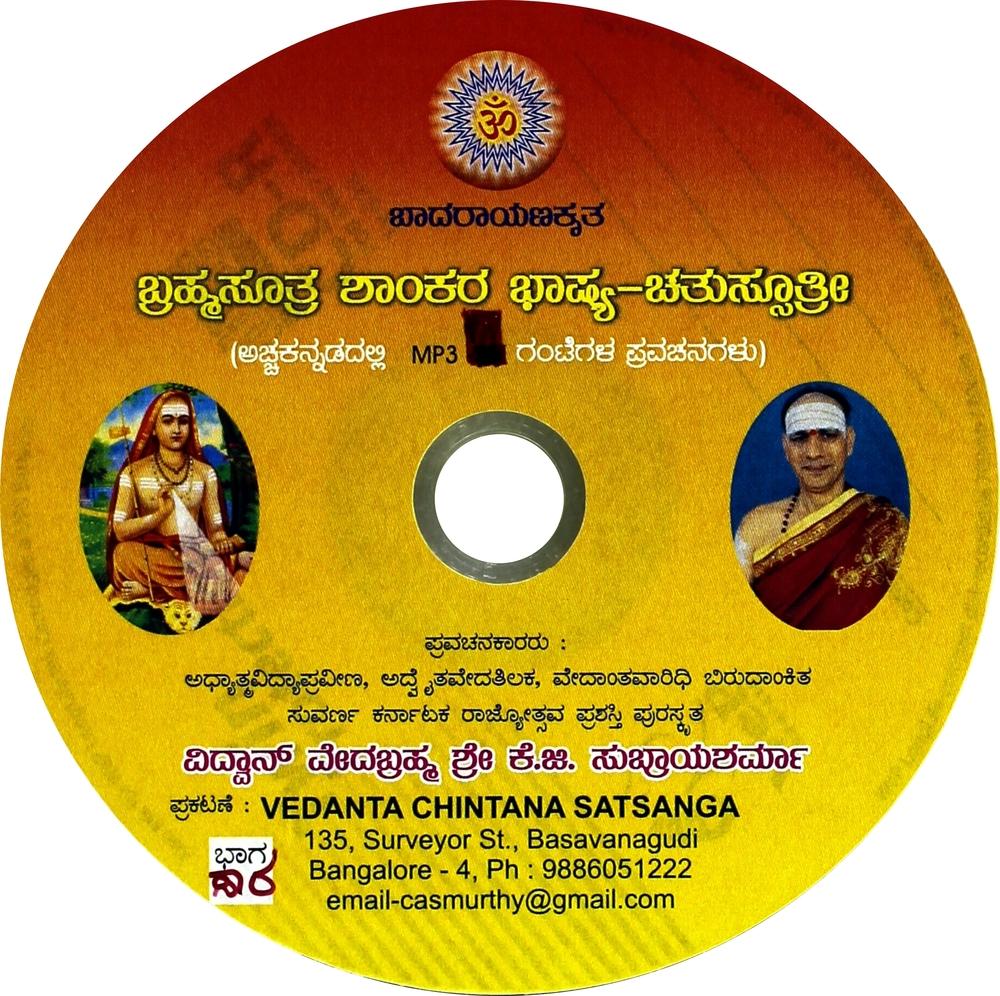 ॐ
ಬಾದರಾಯಣಕೃತ
ಬ್ರಹ್ಮಸೂತ್ರ ಶಾಂಕರ ಭಾಷ್ಯ-ಚತುಸ್ಸೂತ್ರೀ
(ಅಚ್ಚಕನ್ನಡದಲ್ಲಿ MP3 ಗಂಟೆಗಳ ಪ್ರವಚನಗಳು)
ಪ್ರವಚನಕಾರರು :
ಅಧ್ಯಾತ್ಮವಿದ್ಯಾಪ್ರವೀಣ, ಅದ್ವೈತವೇದತಿಲಕ, ವೇದಾಂತವಾರಿಧಿ ಬಿರುದಾಂಕಿತ
ಸುವರ್ಣ ಕರ್ನಾಟಕ ರಾಜ್ಯೋತ್ಸವ ಪ್ರಶಸ್ತಿ ಪುರಸ್ಕೃತ
ವಿದ್ವಾನ್ ವೇದಬ್ರಹ್ಮ ಶ್ರೀ ಕೆ.ಜಿ. ಸುಬ್ರಾಯಶರ್ಮಾ
ಪ್ರಕಟಣೆ : VEDANTA CHINTANA SATSANGA
135, Surveyor St., Basavanagudi
Bangalore - 4, Ph : 9886051222
email-casmurthy@gmail.com
ಭಾಗ